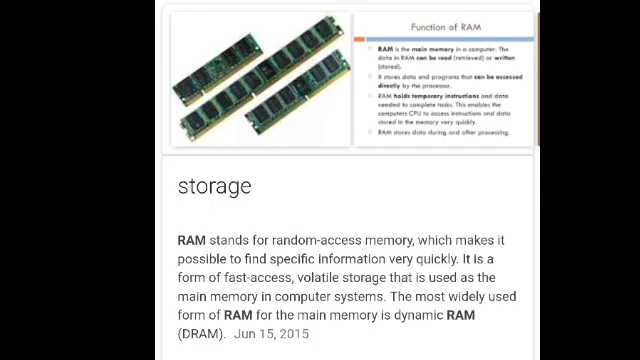 Function of RAM
RAM is the main memory in a computer. The
data in RAM can be read (retrieved) or written
(stored).
It stores data and programs that can be accessed
directly by the processor.
RAM holds temporary instructions and data
needed to complete tasks. This enables the
computers CPU to access instructions and data
stored in the memory very quickly.
RAM stores data during and after processing.
storage
RAM stands for random-access memory, which makes it
possible to find specific information very quickly. It is a
form of fast-access, volatile storage that is used as the
main memory in computer systems. The most widely used
form of RAM for the main memory is dynamic RAM
(DRAM). Jun 15, 2015